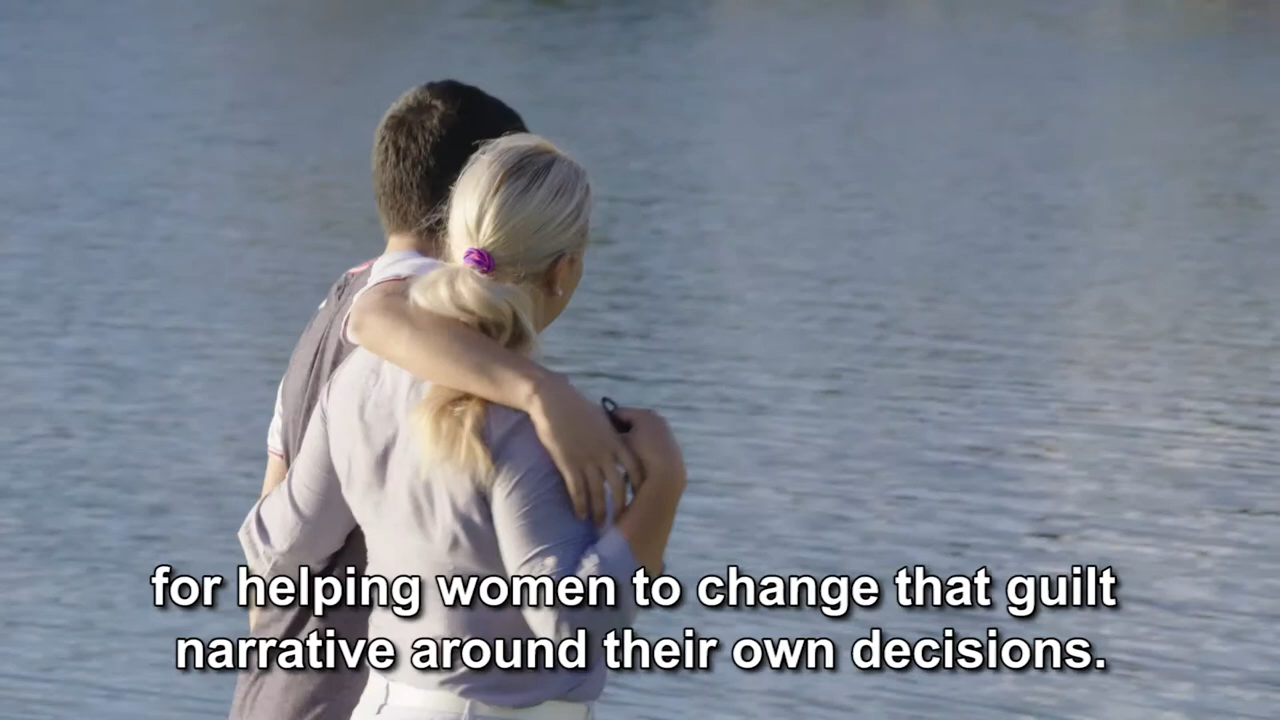 for helping women to change that guilt
narrative around their own decisions.